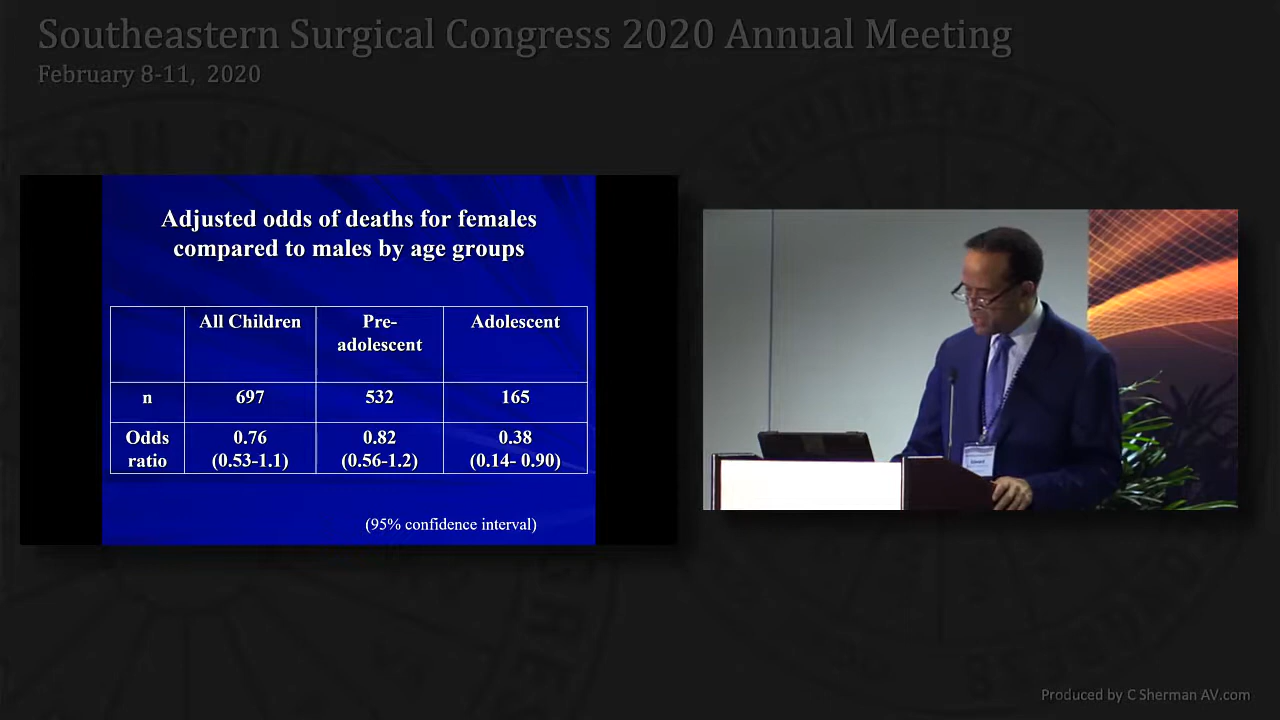 Southeastern Surgical Congress 2020 Annual Meeting
February 8-11, 2020
Adjusted odds of deaths for females
compared to males by age groups
All Children
Pre-
adolescent
Adolescent
n
697
532
165
Odds
ratio
0.76
(0.53-1.1)
0.82
(0.56-1.2)
0.38
(0.14- 0.90)
(95% confidence interval)
Produced by C Sherman AV.com